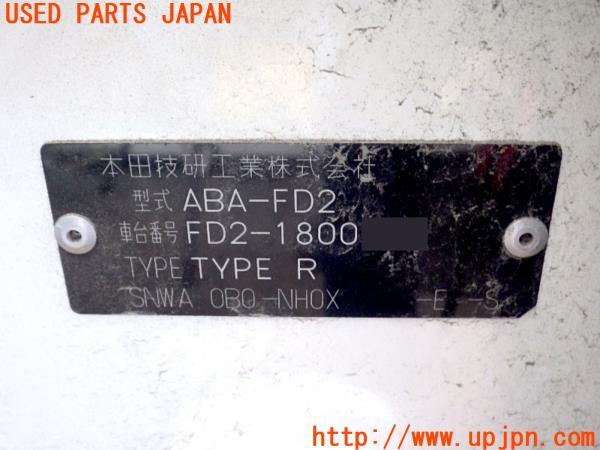 USED PARTS JAPAN
本田技研工業株式会社
型式 ABA-FD2
車台番号 FD2-1800
TYPE TYPE R
SNWA 0B0-NH0X -E -S
http://www.upjpn.com/